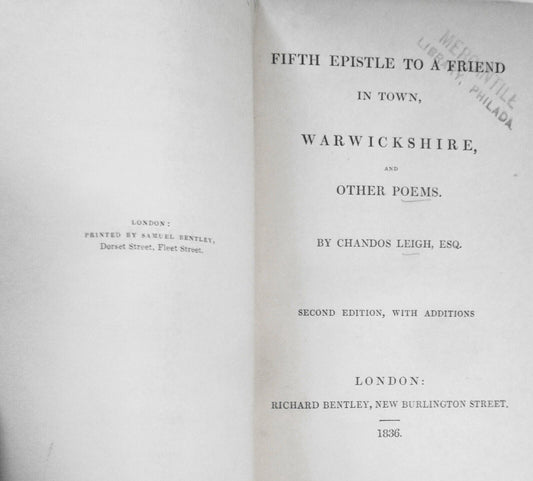 LONDON:
PRINTED BY SAMUEL BENTLEY,
Dorset Street, Fleet Street.
MERCANTILE
LIBRARY, PHILADA
FIFTH EPISTLE TO A FRIEND
IN TOWN,
WARWICKSHIRE,
AND
OTHER POEMS.
BY CHANDOS LEIGH, ESQ.
SECOND EDITION, WITH ADDITIONS
LONDON:
RICHARD BENTLEY, NEW BURLINGTON STREET.
1836.